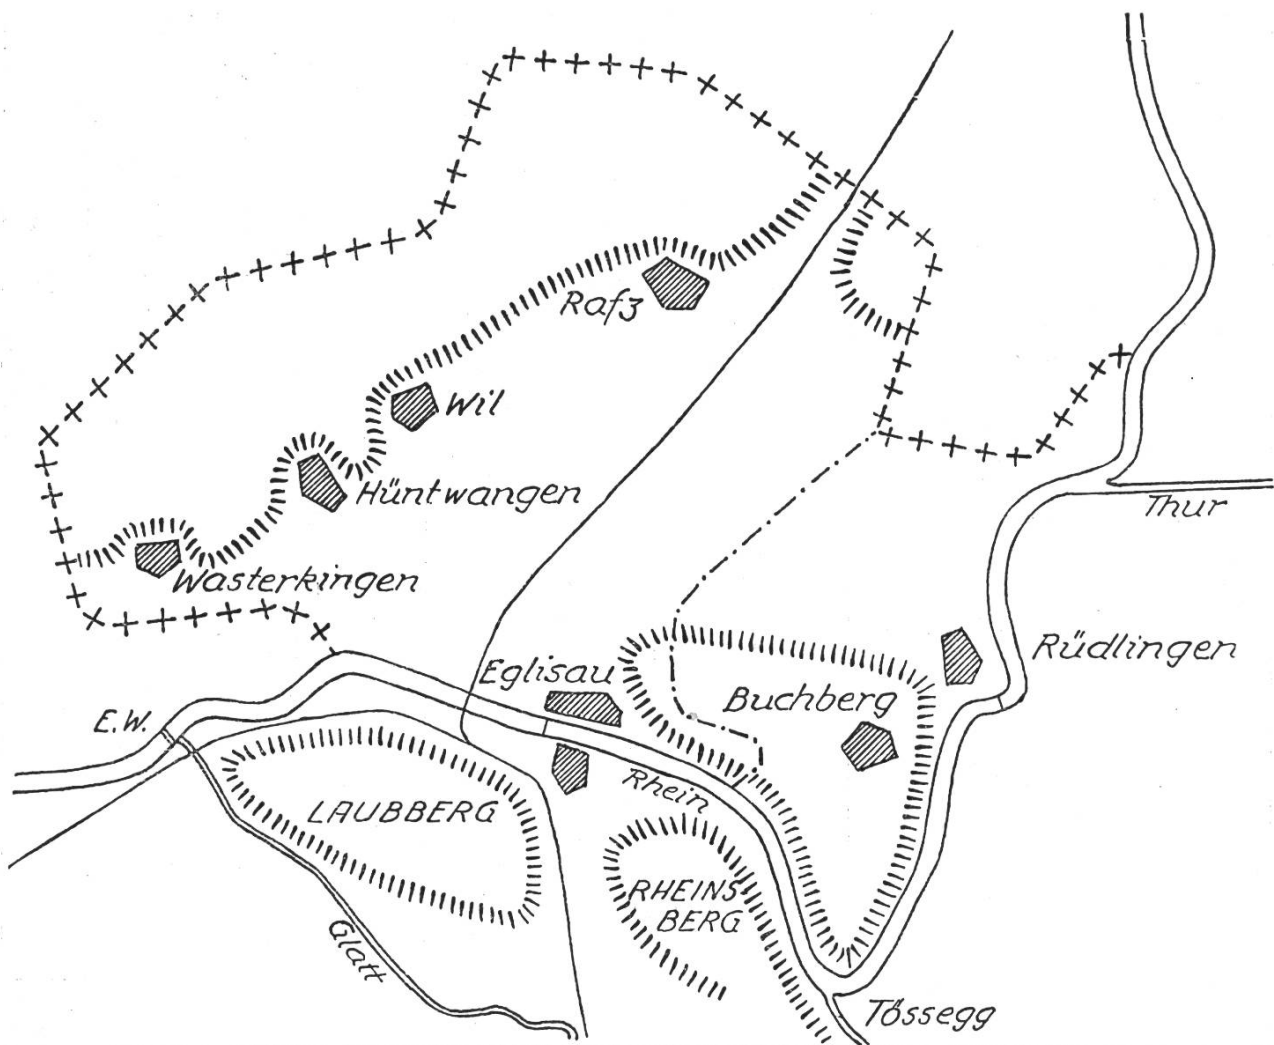 Rafz
Wil
Hüntwangen
Thur
Wasterkingen
Rüdlingen
Eglisau
Buchberg
E.W.
Rhein
LAUBBERG
RHEINS
BERG
Glatt
Tössegg